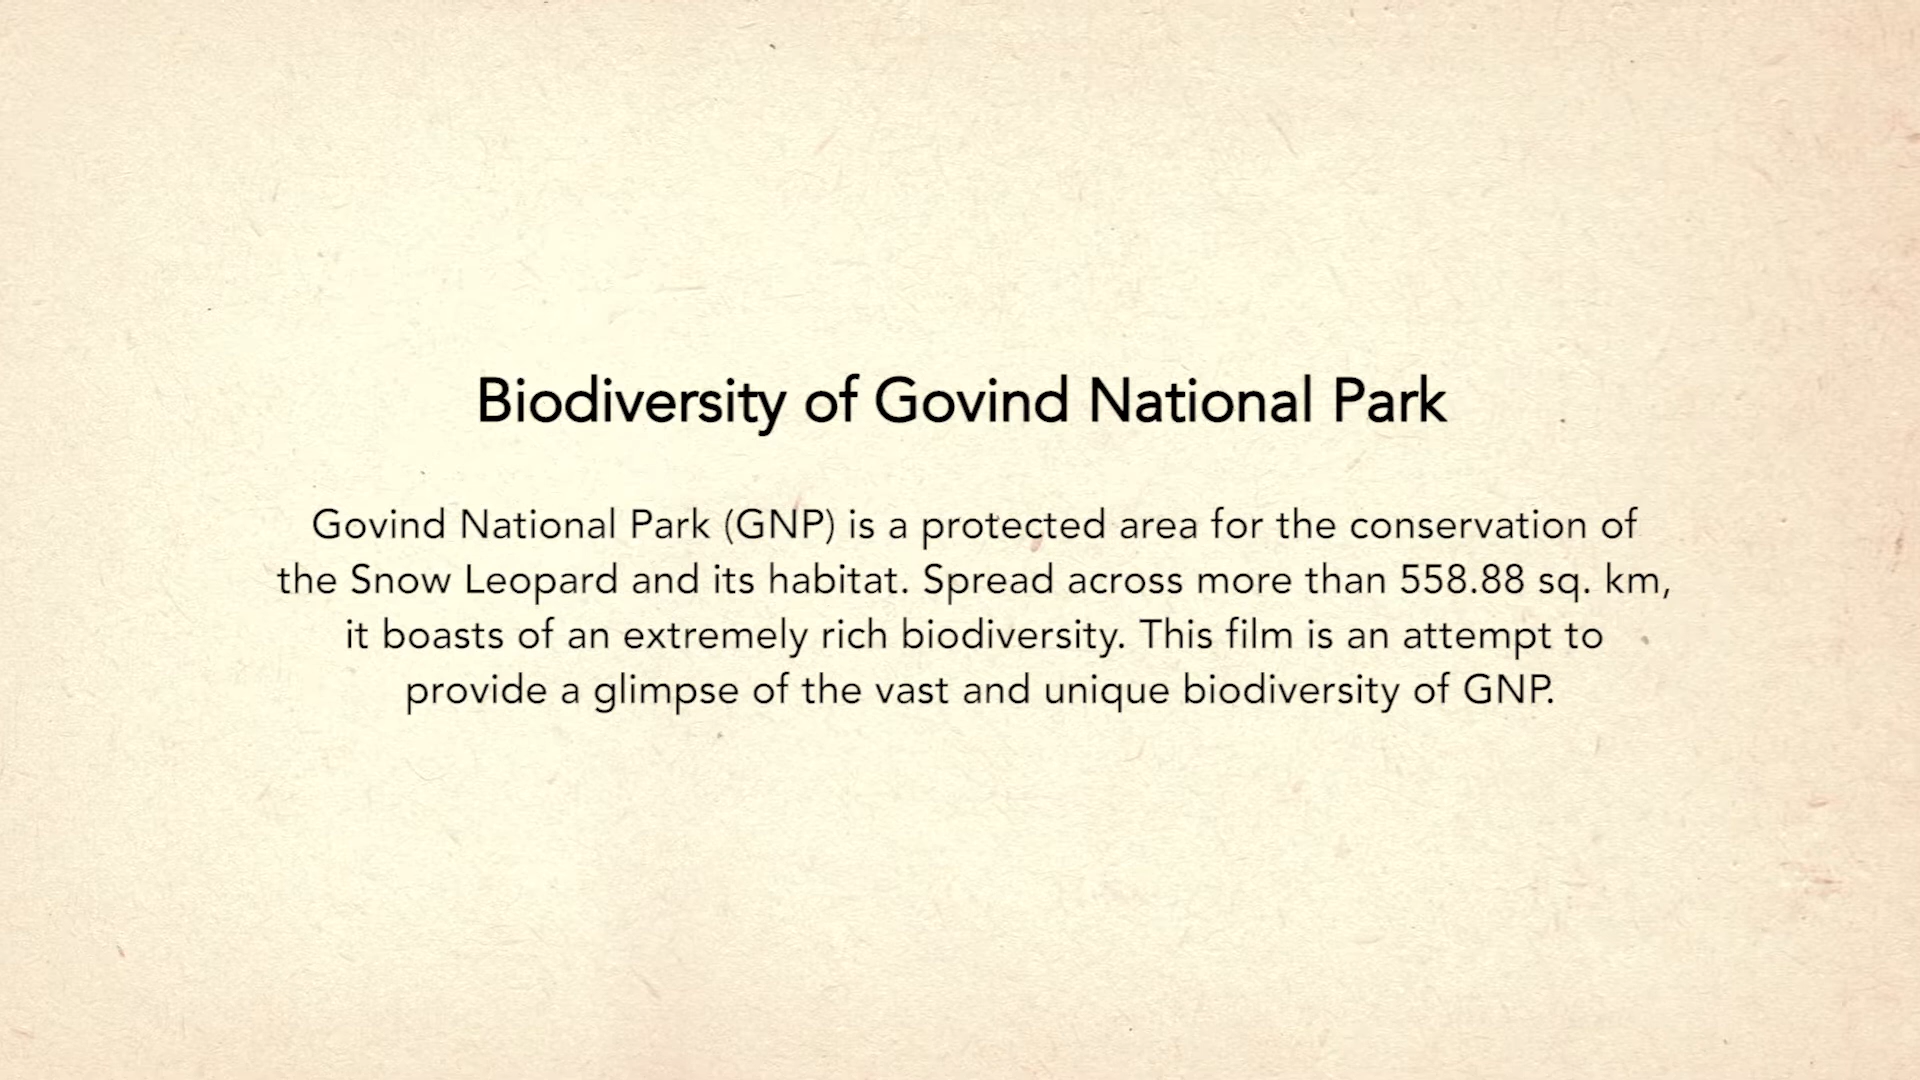 Biodiversity of Govind National Park
Govind National Park (GNP) is a protected area for the conservation of
the Snow Leopard and its habitat. Spread across more than 558.88 sq. km,
it boasts of an extremely rich biodiversity. This film is an attempt to
provide a glimpse of the vast and unique biodiversity of GNP.